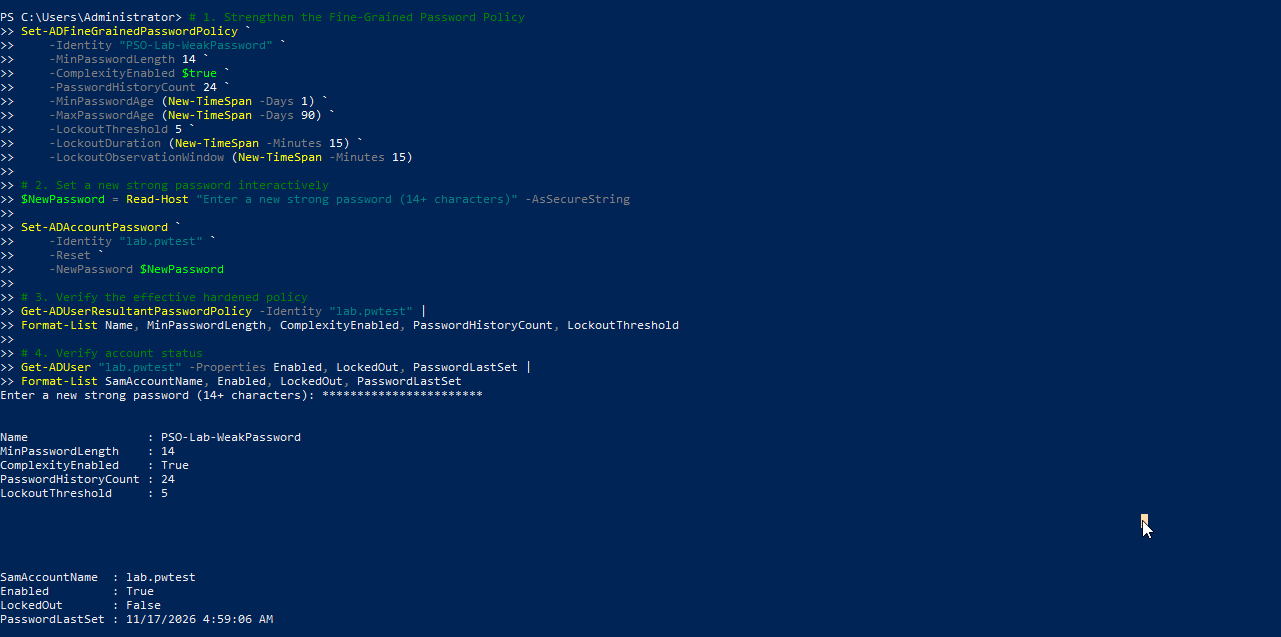 PS C:\Users\Administrator> # 1. Strengthen the Fine-Grained Password Policy
>> Set-ADFineGrainedPasswordPolicy `
>>     -Identity "PSO-Lab-WeakPassword" `
>>     -MinPasswordLength 14 `
>>     -ComplexityEnabled $true `
>>     -PasswordHistoryCount 24 `
>>     -MinPasswordAge (New-TimeSpan -Days 1) `
>>     -MaxPasswordAge (New-TimeSpan -Days 90) `
>>     -LockoutThreshold 5 `
>>     -LockoutDuration (New-TimeSpan -Minutes 15) `
>>     -LockoutObservationWindow (New-TimeSpan -Minutes 15)
>>
>> # 2. Set a new strong password interactively
>> $NewPassword = Read-Host "Enter a new strong password (14+ characters)" -AsSecureString
>>
>> Set-ADAccountPassword `
>>     -Identity "lab.pwtest" `
>>     -Reset `
>>     -NewPassword $NewPassword
>>
>> # 3. Verify the effective hardened policy
>> Get-ADUserResultantPasswordPolicy -Identity "lab.pwtest" |
>> Format-List Name, MinPasswordLength, ComplexityEnabled, PasswordHistoryCount, LockoutThreshold
>>
>> # 4. Verify account status
>> Get-ADUser "lab.pwtest" -Properties Enabled, LockedOut, PasswordLastSet |
>> Format-List SamAccountName, Enabled, LockedOut, PasswordLastSet
Enter a new strong password (14+ characters): ***********************
Name                 : PSO-Lab-WeakPassword
MinPasswordLength    : 14
ComplexityEnabled    : True
PasswordHistoryCount : 24
LockoutThreshold     : 5
SamAccountName  : lab.pwtest
Enabled         : True
LockedOut       : False
PasswordLastSet : 11/17/2026 4:59:06 AM